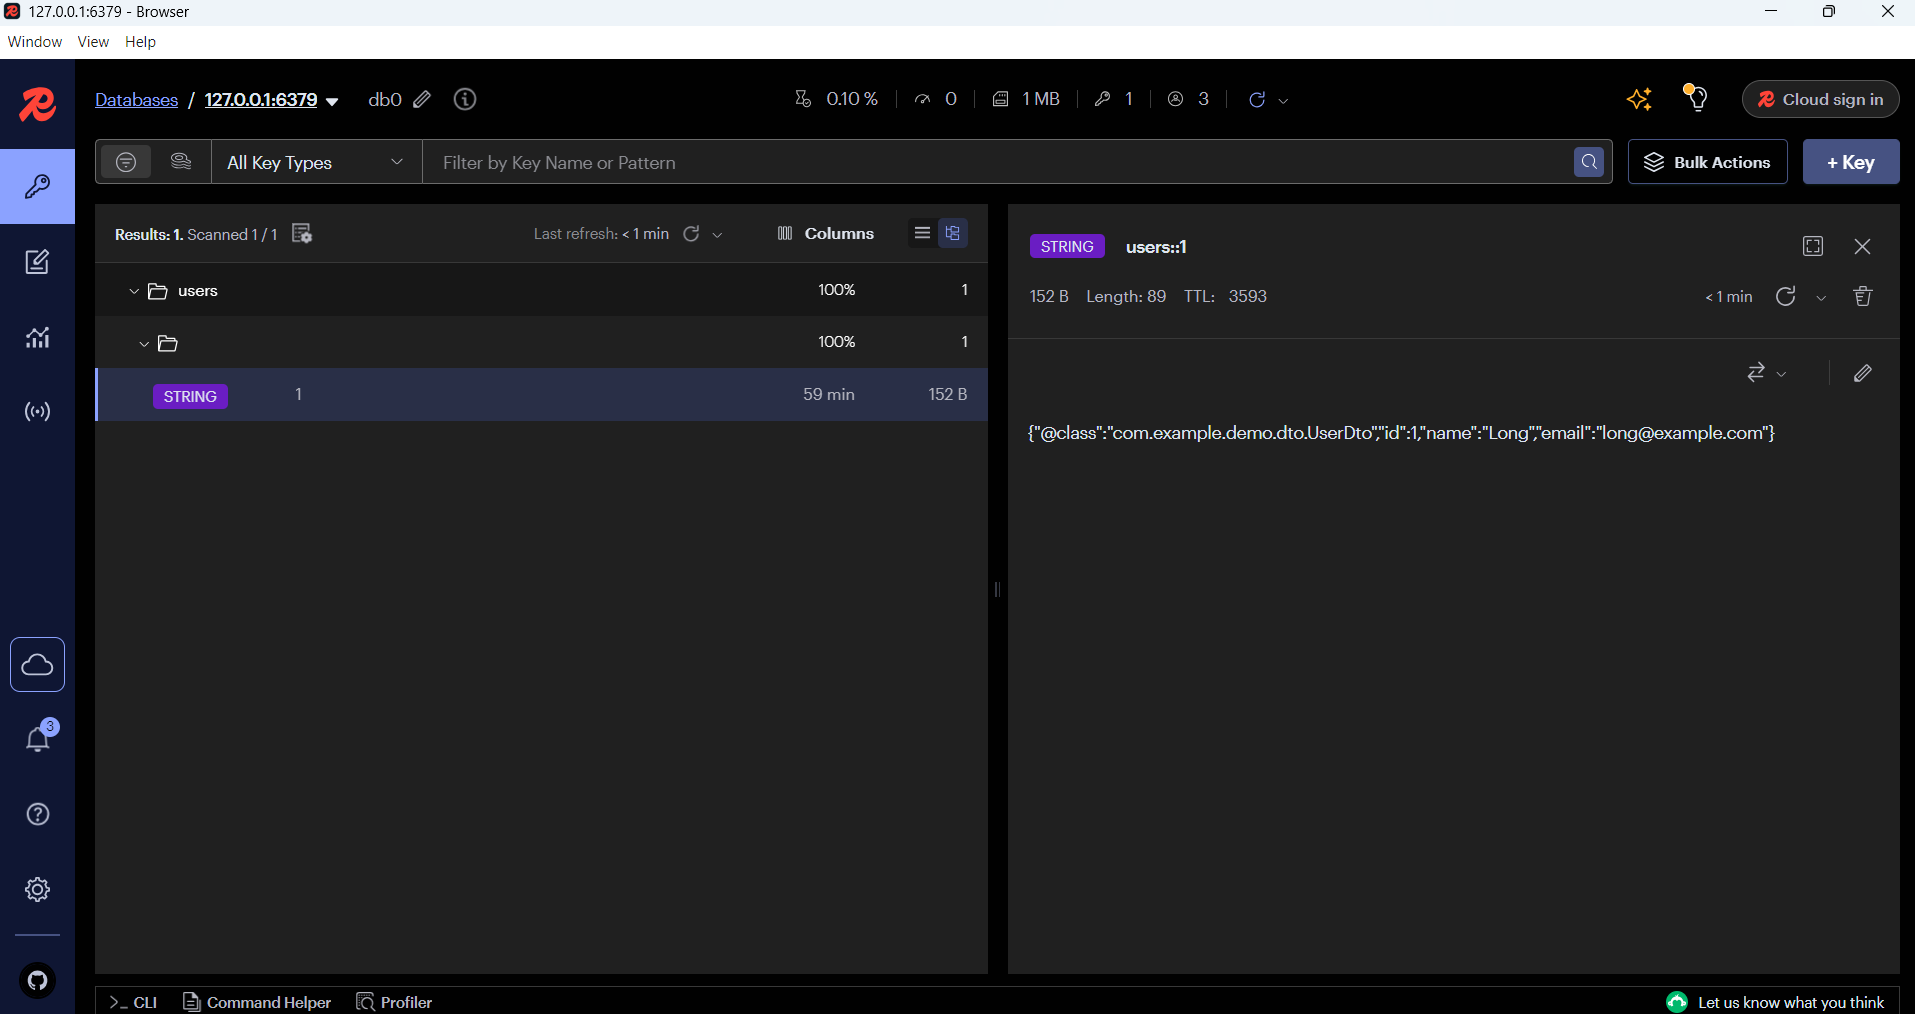 127.0.0.1:6379 - Browser
Window View Help
Databases / 127.0.0.1:6379 db0 0.10 % 0 1 MB 1 3 Cloud sign in
All Key Types Filter by Key Name or Pattern Bulk Actions + Key
Results: 1. Scanned 1 / 1 Last refresh: < 1 min Columns
users 100% 1
100% 1
STRING 1 59 min 152 B
STRING users::1
152 B Length: 89 TTL: 3593 < 1 min
{"@class":"com.example.demo.dto.UserDto","id":1,"name":"Long","email":"long@example.com"}
3
>_ CLI Command Helper Profiler Let us know what you think